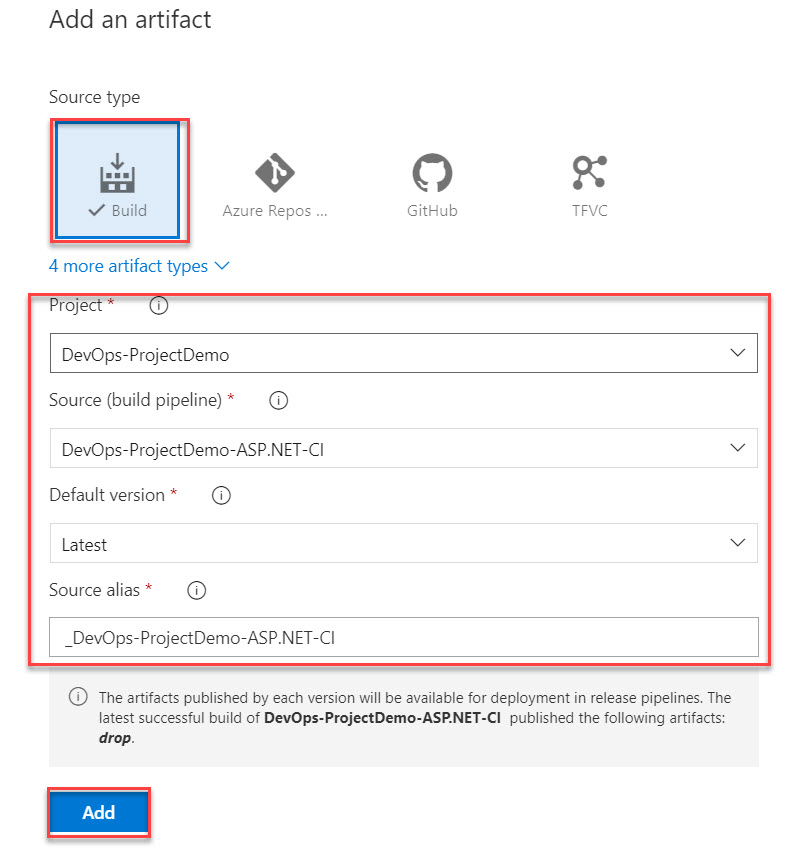 Add an artifact
Source type
Build
Azure Repos ...
GitHub
TFVC
4 more artifact types
Project *
DevOps-ProjectDemo
Source (build pipeline) *
DevOps-ProjectDemo-ASP.NET-CI
Default version *
Latest
Source alias *
_DevOps-ProjectDemo-ASP.NET-CI
The artifacts published by each version will be available for deployment in release pipelines. The
latest successful build of DevOps-ProjectDemo-ASP.NET-CI published the following artifacts:
drop.
Add